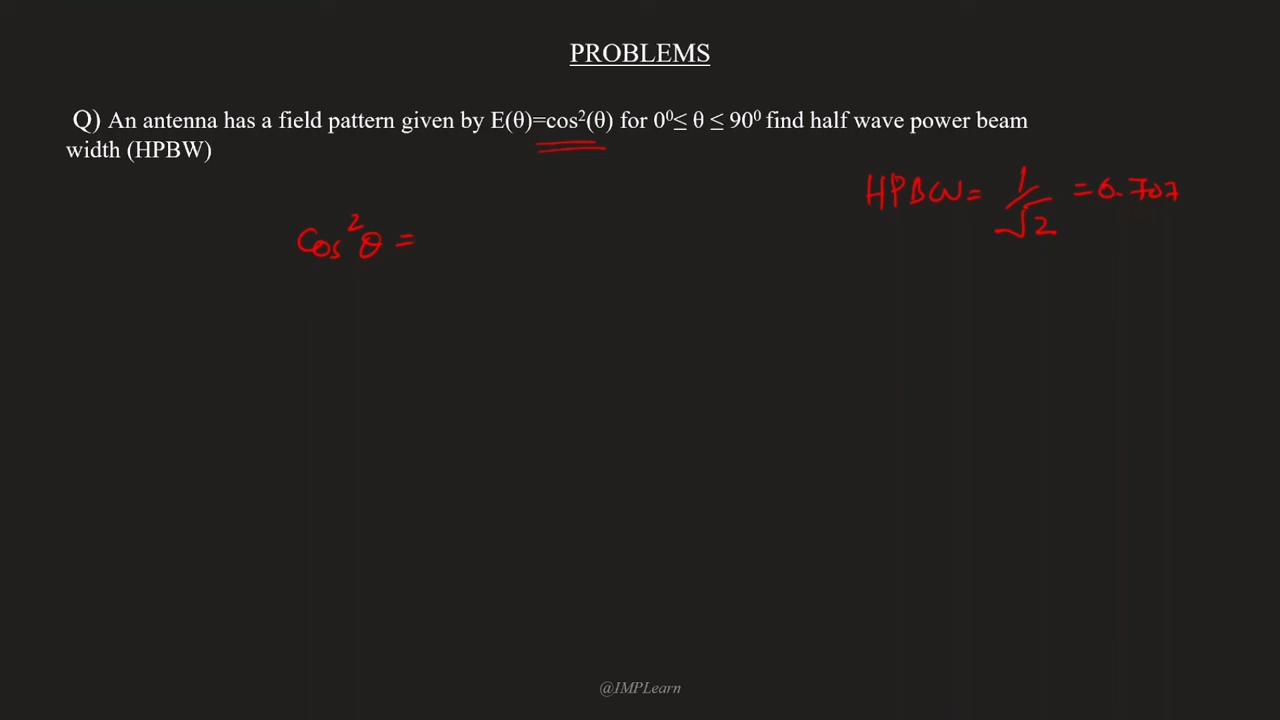 PROBLEMS
Q) An antenna has a field pattern given by E(θ)=cos²(θ) for 0⁰≤ θ ≤ 90⁰ find half wave power beam
width (HPBW)
HPBW = 1/√2 = 0.707
Cos²θ =
@IMPLearn